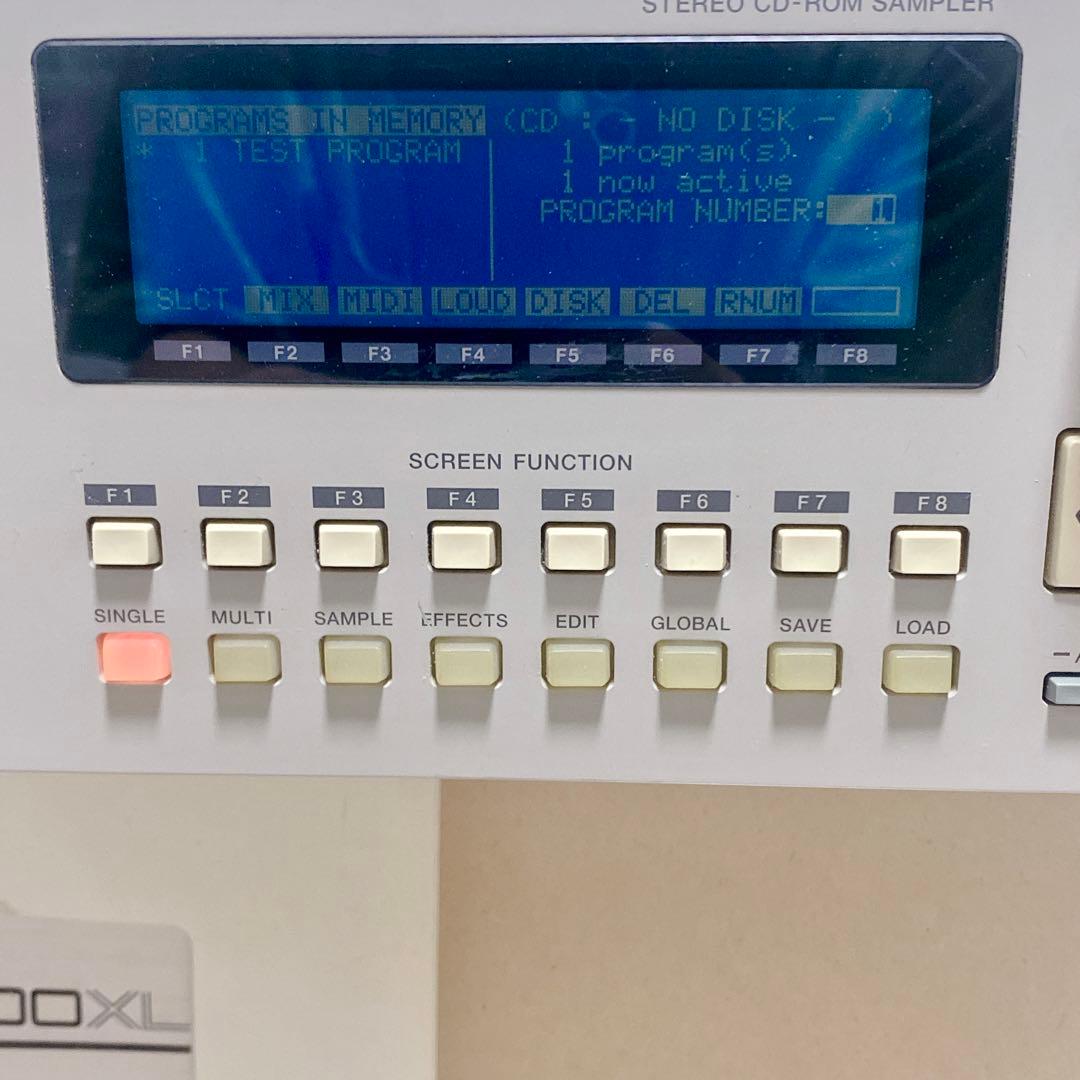 STEREO CD-ROM SAMPLER
PROGRAMS IN MEMORY (CD : - NO DISK - )
* 1 TEST PROGRAM
1 program(s).
1 now active
PROGRAM NUMBER: 1
SLCT MIX MIDI LOUD DISK DEL RNUM
F1 F2 F3 F4 F5 F6 F7 F8
SCREEN FUNCTION
F1 F2 F3 F4 F5 F6 F7 F8
SINGLE MULTI SAMPLE EFFECTS EDIT GLOBAL SAVE LOAD
00XL